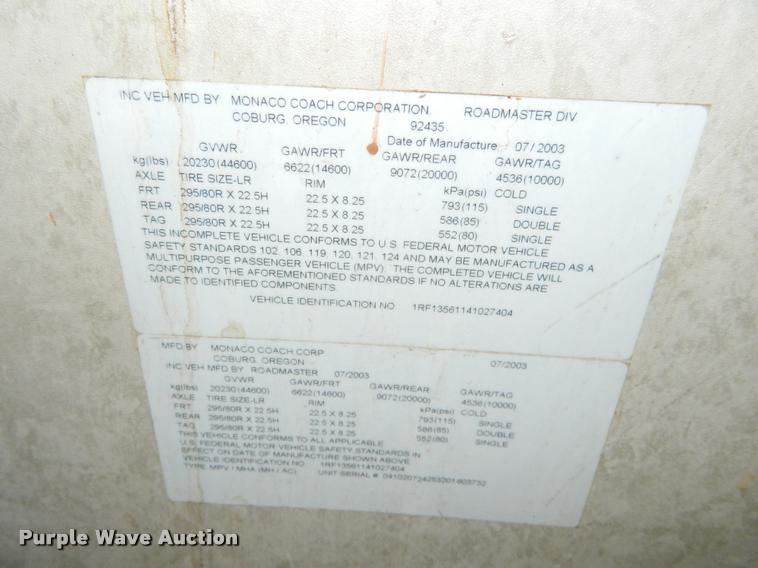 INC VEH MFD BY MONACO COACH CORPORATION, ROADMASTER DIV
COBURG, OREGON 92435
Date of Manufacture: 07/2003
GVWR GAWR/FRT GAWR/REAR GAWR/TAG
kg(lbs) 20230(44600) 6622(14600) 9072(20000) 4536(10000)
AXLE TIRE SIZE-LR RIM kPa(psi) COLD
FRT 295/80R X 22.5H 22.5 X 8.25 793(115) SINGLE
REAR 295/80R X 22.5H 22.5 X 8.25 586(85) DOUBLE
TAG 295/80R X 22.5H 22.5 X 8.25 552(80) SINGLE
THIS INCOMPLETE VEHICLE CONFORMS TO U.S. FEDERAL MOTOR VEHICLE
SAFETY STANDARDS 102, 106, 119, 120, 121, 124 AND MAY BE MANUFACTURED AS A
MULTIPURPOSE PASSENGER VEHICLE (MPV). THE COMPLETED VEHICLE WILL
CONFORM TO THE AFOREMENTIONED STANDARDS IF NO ALTERATIONS ARE
MADE TO IDENTIFIED COMPONENTS.
VEHICLE IDENTIFICATION NO. 1RF13561141027404
MFD BY MONACO COACH CORP 07/2003
COBURG, OREGON
INC VEH MFD BY ROADMASTER 07/2003
GVWR GAWR/FRT GAWR/REAR GAWR/TAG
kg(lbs) 20230(44600) 6622(14600) 9072(20000) 4536(10000)
AXLE TIRE SIZE-LR RIM kPa(psi) COLD
FRT 295/80R X 22.5H 22.5 X 8.25 793(115) SINGLE
REAR 295/80R X 22.5H 22.5 X 8.25 586(85) DOUBLE
TAG 295/80R X 22.5H 22.5 X 8.25 552(80) SINGLE
THIS VEHICLE CONFORMS TO ALL APPLICABLE
U.S. FEDERAL MOTOR VEHICLE SAFETY STANDARDS IN
EFFECT ON DATE OF MANUFACTURE SHOWN ABOVE
VEHICLE IDENTIFICATION NO. 1RF13561141027404
TYPE MPV / MHA (MH / AC) UNIT SERIAL #
Purple Wave Auction